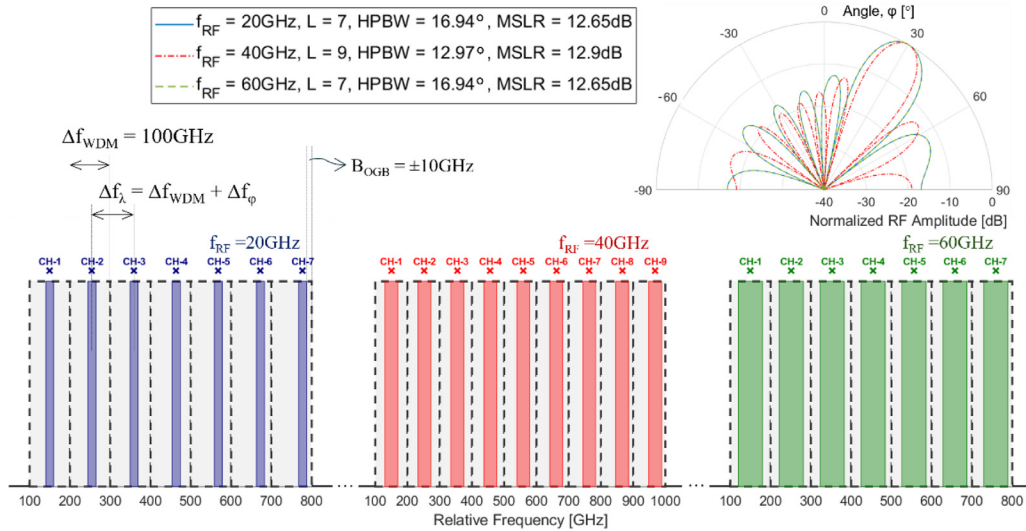 f_RF = 20GHz, L = 7, HPBW = 16.94°, MSLR = 12.65dB
f_RF = 40GHz, L = 9, HPBW = 12.97°, MSLR = 12.9dB
f_RF = 60GHz, L = 7, HPBW = 16.94°, MSLR = 12.65dB
0 Angle, φ [°]
-30 30
-60 60
-90 90
-40 -30 -20 -10 0
Normalized RF Amplitude [dB]
Δf_WDM = 100GHz
B_OGB = ±10GHz
Δf_λ = Δf_WDM + Δf_φ
f_RF =20GHz f_RF =40GHz f_RF =60GHz
CH-1 CH-2 CH-3 CH-4 CH-5 CH-6 CH-7 CH-1 CH-2 CH-3 CH-4 CH-5 CH-6 CH-7 CH-8 CH-9 CH-1 CH-2 CH-3 CH-4 CH-5 CH-6 CH-7
100 200 300 400 500 600 700 800 ... 100 200 300 400 500 600 700 800 900 1000 ... 100 200 300 400 500 600 700 800
Relative Frequency [GHz]